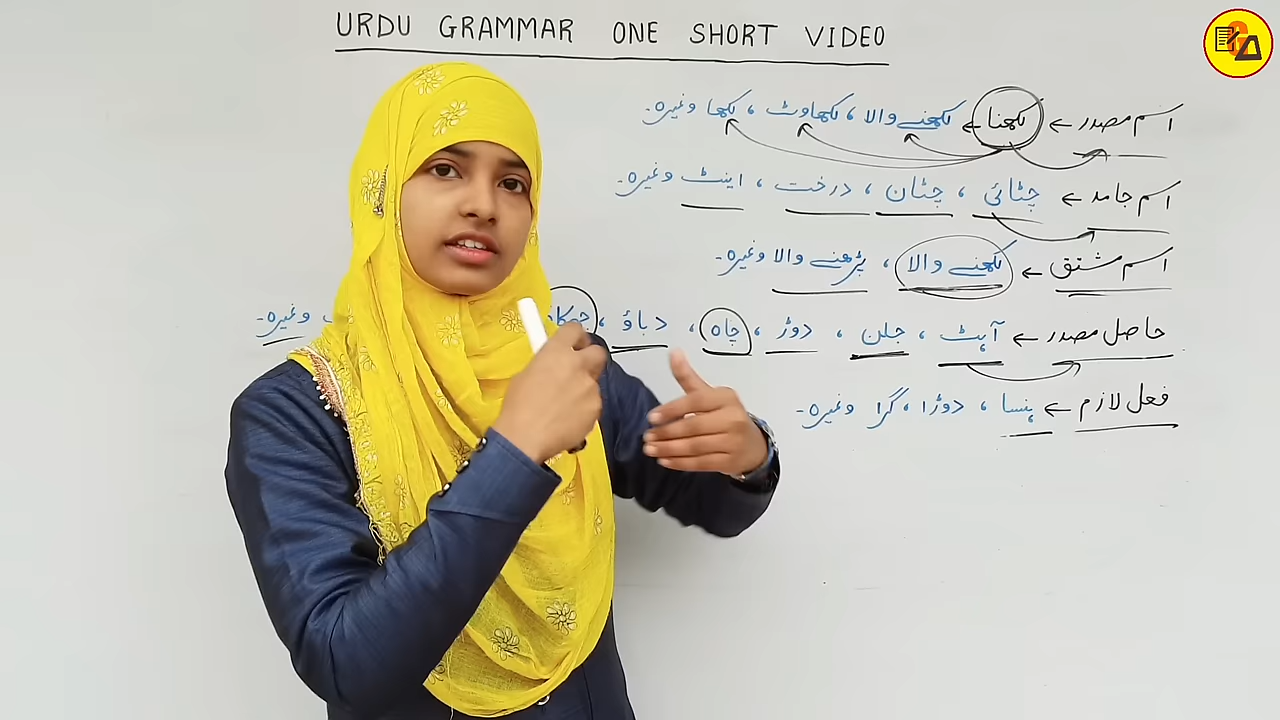 URDU GRAMMAR ONE SHORT VIDEO
اسم مصدر ← لکھنا ← لکھنے والا، لکھاوٹ، لکھا وغیرہ۔
اسم جامد ← چٹائی، چٹان، درخت، اینٹ وغیرہ۔
اسم مشتق ← لکھنے والا، پڑھنے والا وغیرہ۔
حاصل مصدر ← آہٹ، جلن، دوڑ، چاہ، دباؤ، وغیرہ۔
فعل لازم ← ہنسا، دوڑا، گرا وغیرہ۔